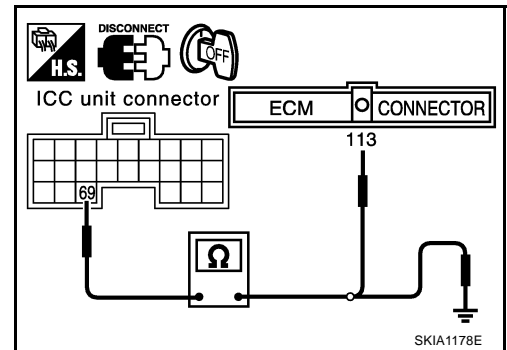 DISCONNECT
H.S.
OFF
ICC unit connector
ECM CONNECTOR
113
69
Ω
SKIA1178E